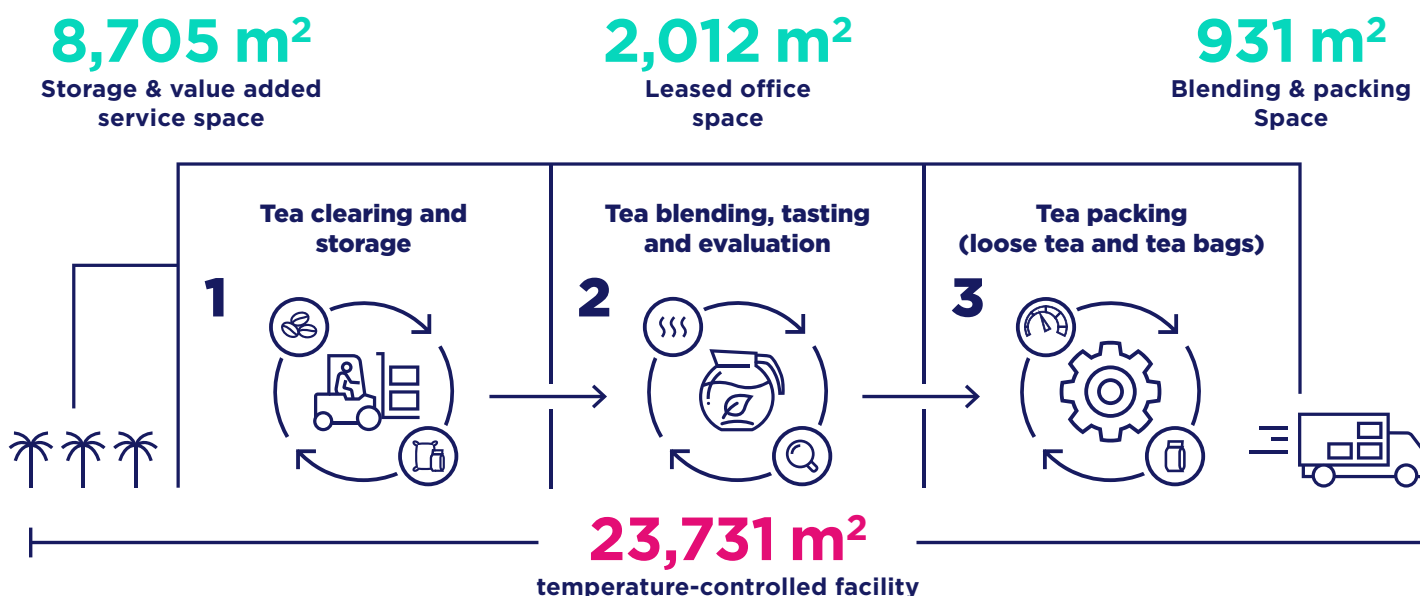 8,705 m²
Storage & value added
service space
2,012 m²
Leased office
space
931 m²
Blending & packing
Space
Tea clearing and
storage
1
Tea blending, tasting
and evaluation
2
Tea packing
(loose tea and tea bags)
3
23,731 m²
temperature-controlled facility